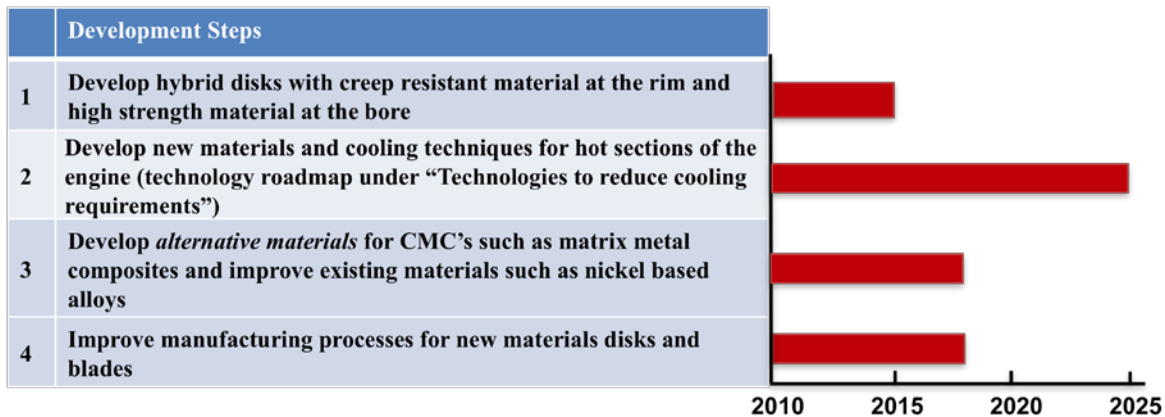 Development Steps
1
Develop hybrid disks with creep resistant material at the rim and
high strength material at the bore
2
Develop new materials and cooling techniques for hot sections of the
engine (technology roadmap under “Technologies to reduce cooling
requirements”)
3
Develop alternative materials for CMC’s such as matrix metal
composites and improve existing materials such as nickel based
alloys
4
Improve manufacturing processes for new materials disks and
blades
2010 2015 2020 2025